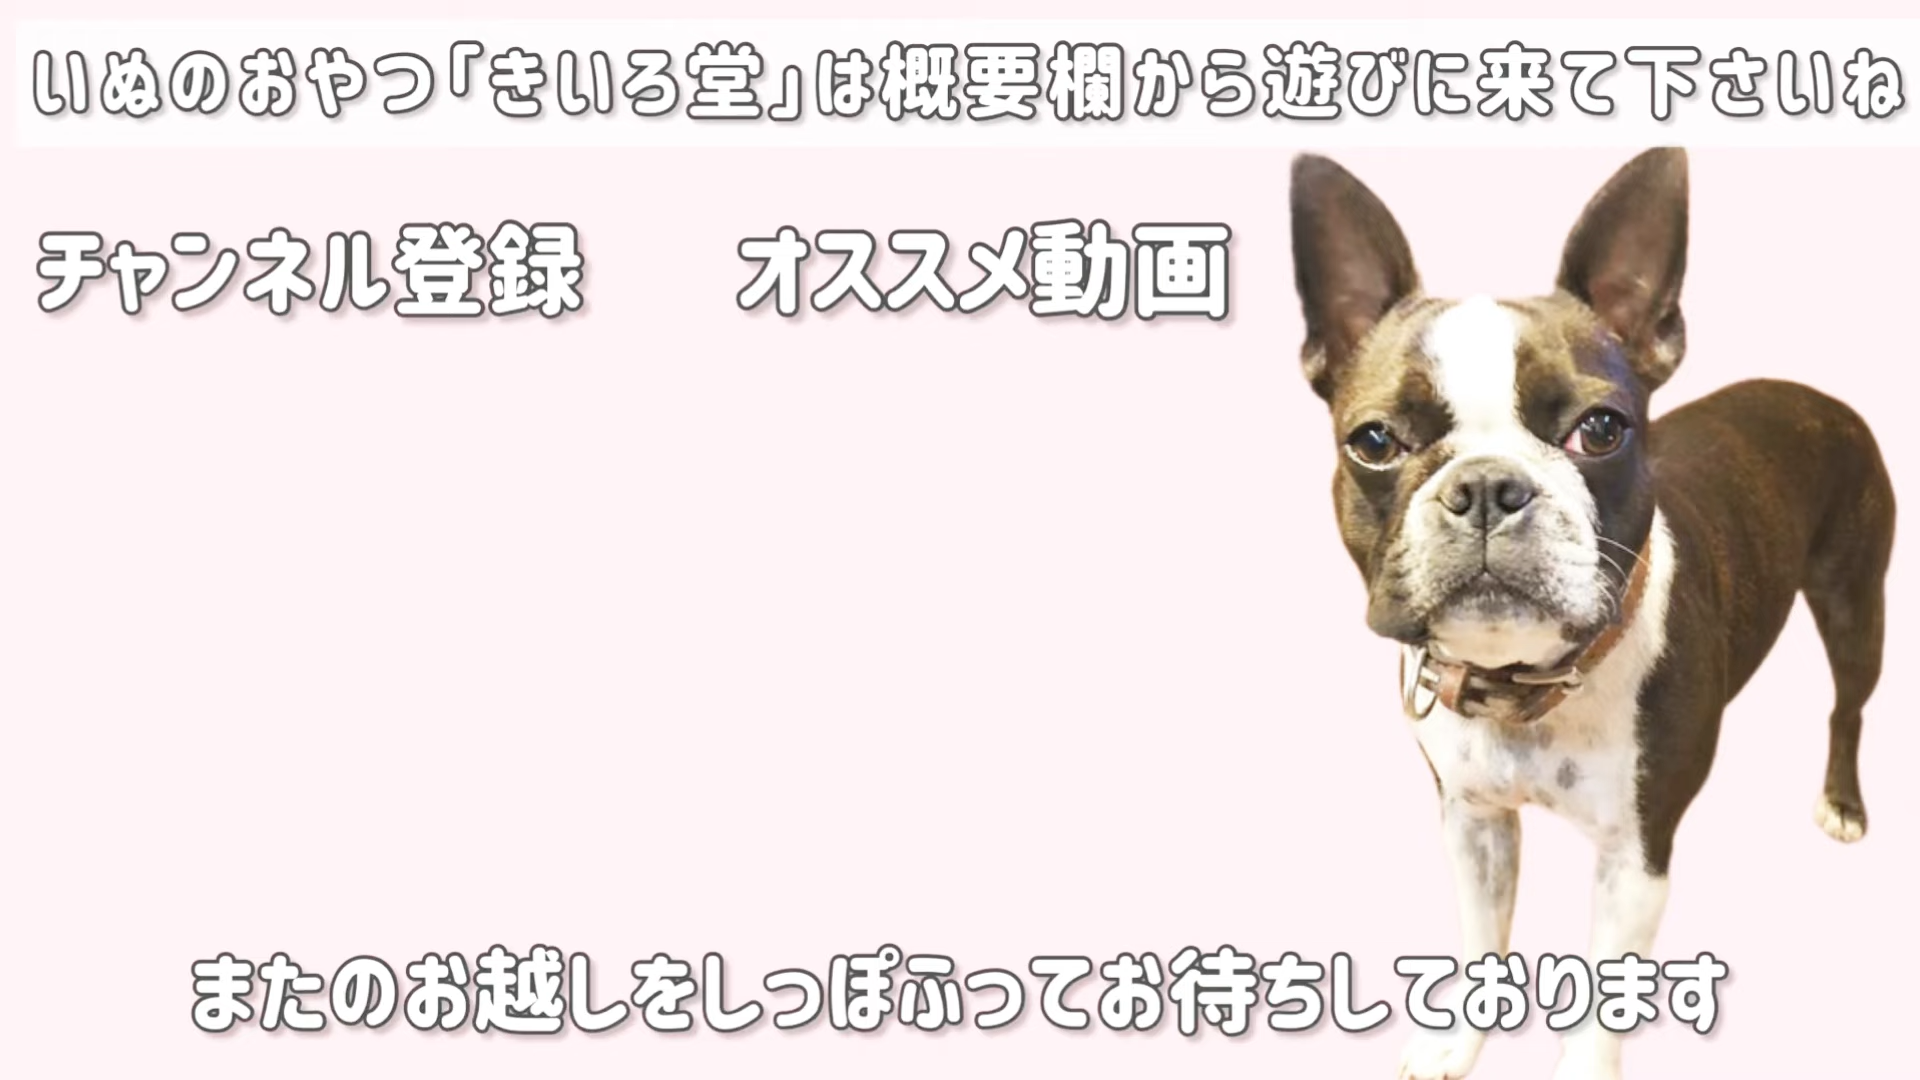 いぬのおやつ「きいろ堂」は概要欄から遊びに来て下さいね
チャンネル登録
オススメ動画
またのお越しをしっぽふってお待ちしております